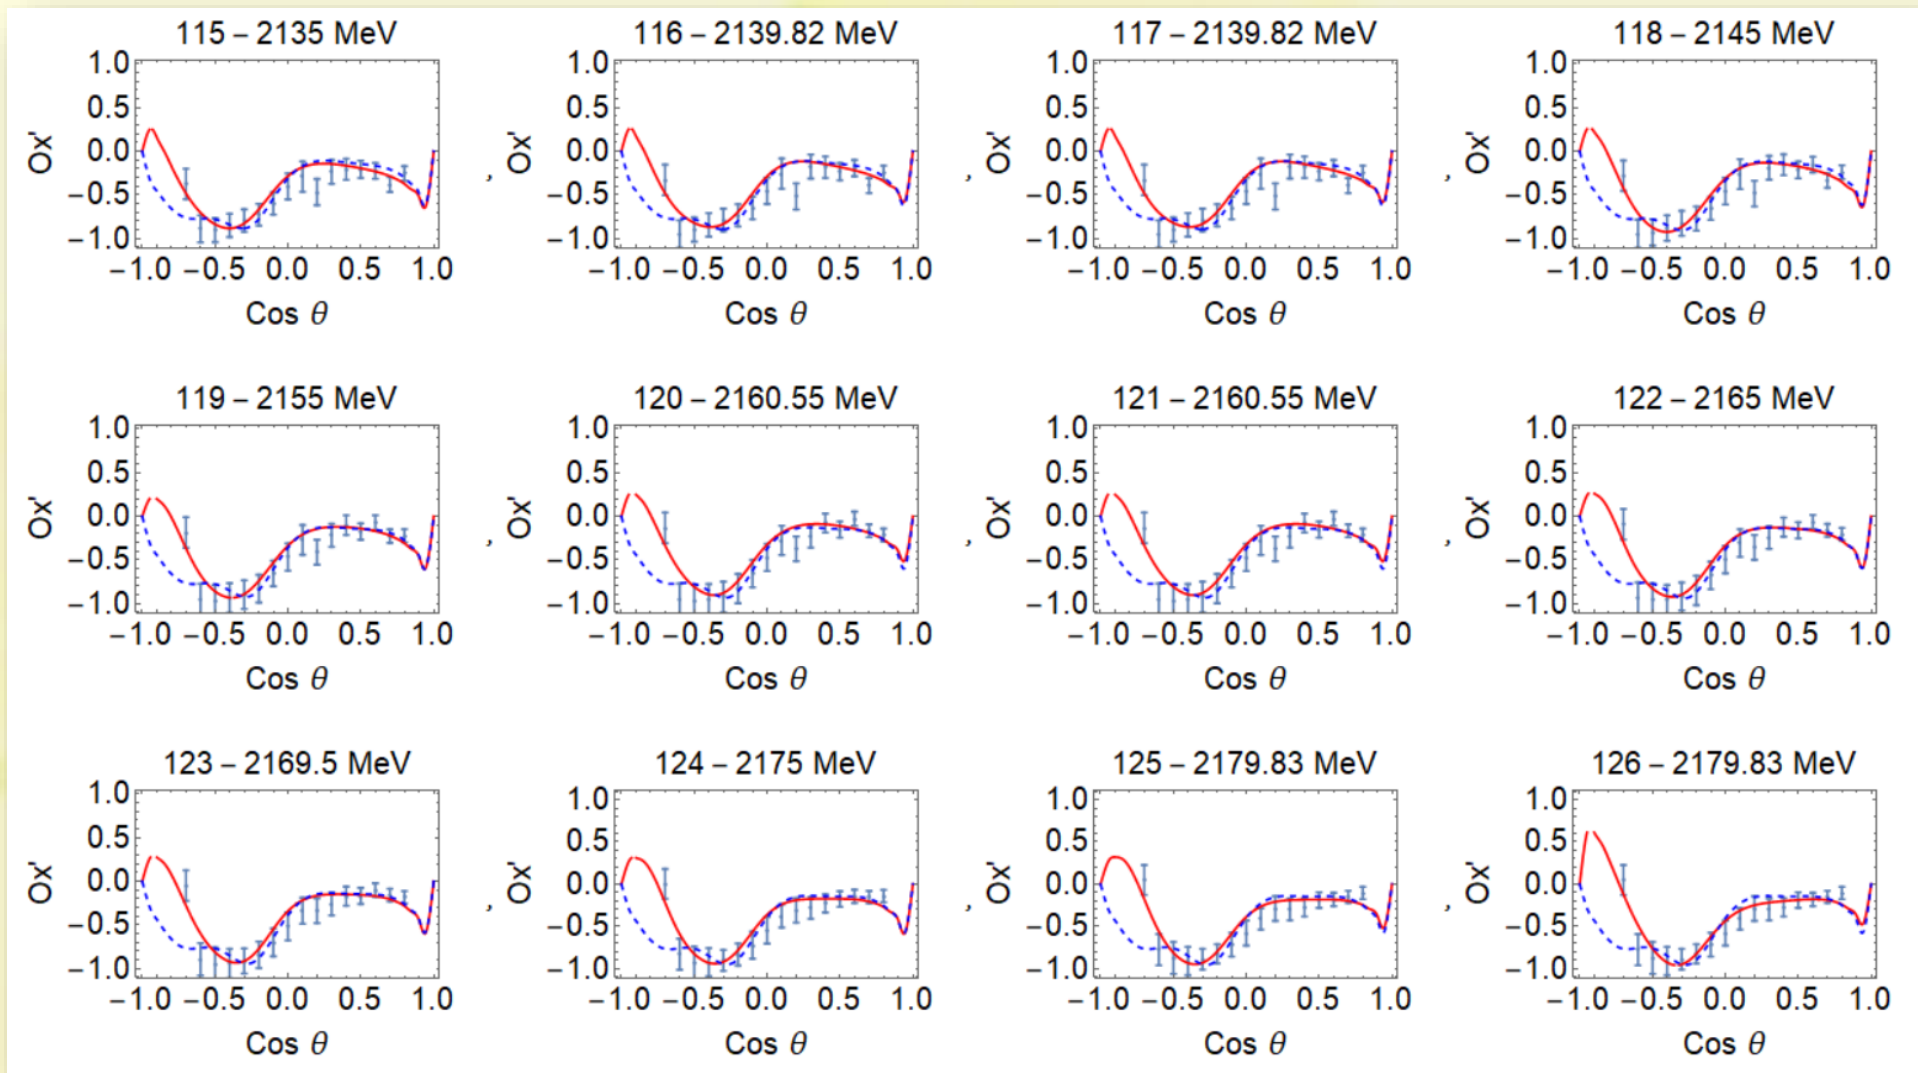 115 – 2135 MeV 116 – 2139.82 MeV 117 – 2139.82 MeV 118 – 2145 MeV
1.0 1.0 1.0 1.0
0.5 0.5 0.5 0.5
Ox' 0.0 , Ox' 0.0 , Ox' 0.0 , Ox' 0.0
−0.5 −0.5 −0.5 −0.5
−1.0 −1.0 −1.0 −1.0
−1.0 −0.5 0.0 0.5 1.0 −1.0 −0.5 0.0 0.5 1.0 −1.0 −0.5 0.0 0.5 1.0 −1.0 −0.5 0.0 0.5 1.0
Cos θ Cos θ Cos θ Cos θ
119 – 2155 MeV 120 – 2160.55 MeV 121 – 2160.55 MeV 122 – 2165 MeV
1.0 1.0 1.0 1.0
0.5 0.5 0.5 0.5
Ox' 0.0 , Ox' 0.0 , Ox' 0.0 , Ox' 0.0
−0.5 −0.5 −0.5 −0.5
−1.0 −1.0 −1.0 −1.0
−1.0 −0.5 0.0 0.5 1.0 −1.0 −0.5 0.0 0.5 1.0 −1.0 −0.5 0.0 0.5 1.0 −1.0 −0.5 0.0 0.5 1.0
Cos θ Cos θ Cos θ Cos θ
123 – 2169.5 MeV 124 – 2175 MeV 125 – 2179.83 MeV 126 – 2179.83 MeV
1.0 1.0 1.0 1.0
0.5 0.5 0.5 0.5
Ox' 0.0 , Ox' 0.0 , Ox' 0.0 , Ox' 0.0
−0.5 −0.5 −0.5 −0.5
−1.0 −1.0 −1.0 −1.0
−1.0 −0.5 0.0 0.5 1.0 −1.0 −0.5 0.0 0.5 1.0 −1.0 −0.5 0.0 0.5 1.0 −1.0 −0.5 0.0 0.5 1.0
Cos θ Cos θ Cos θ Cos θ